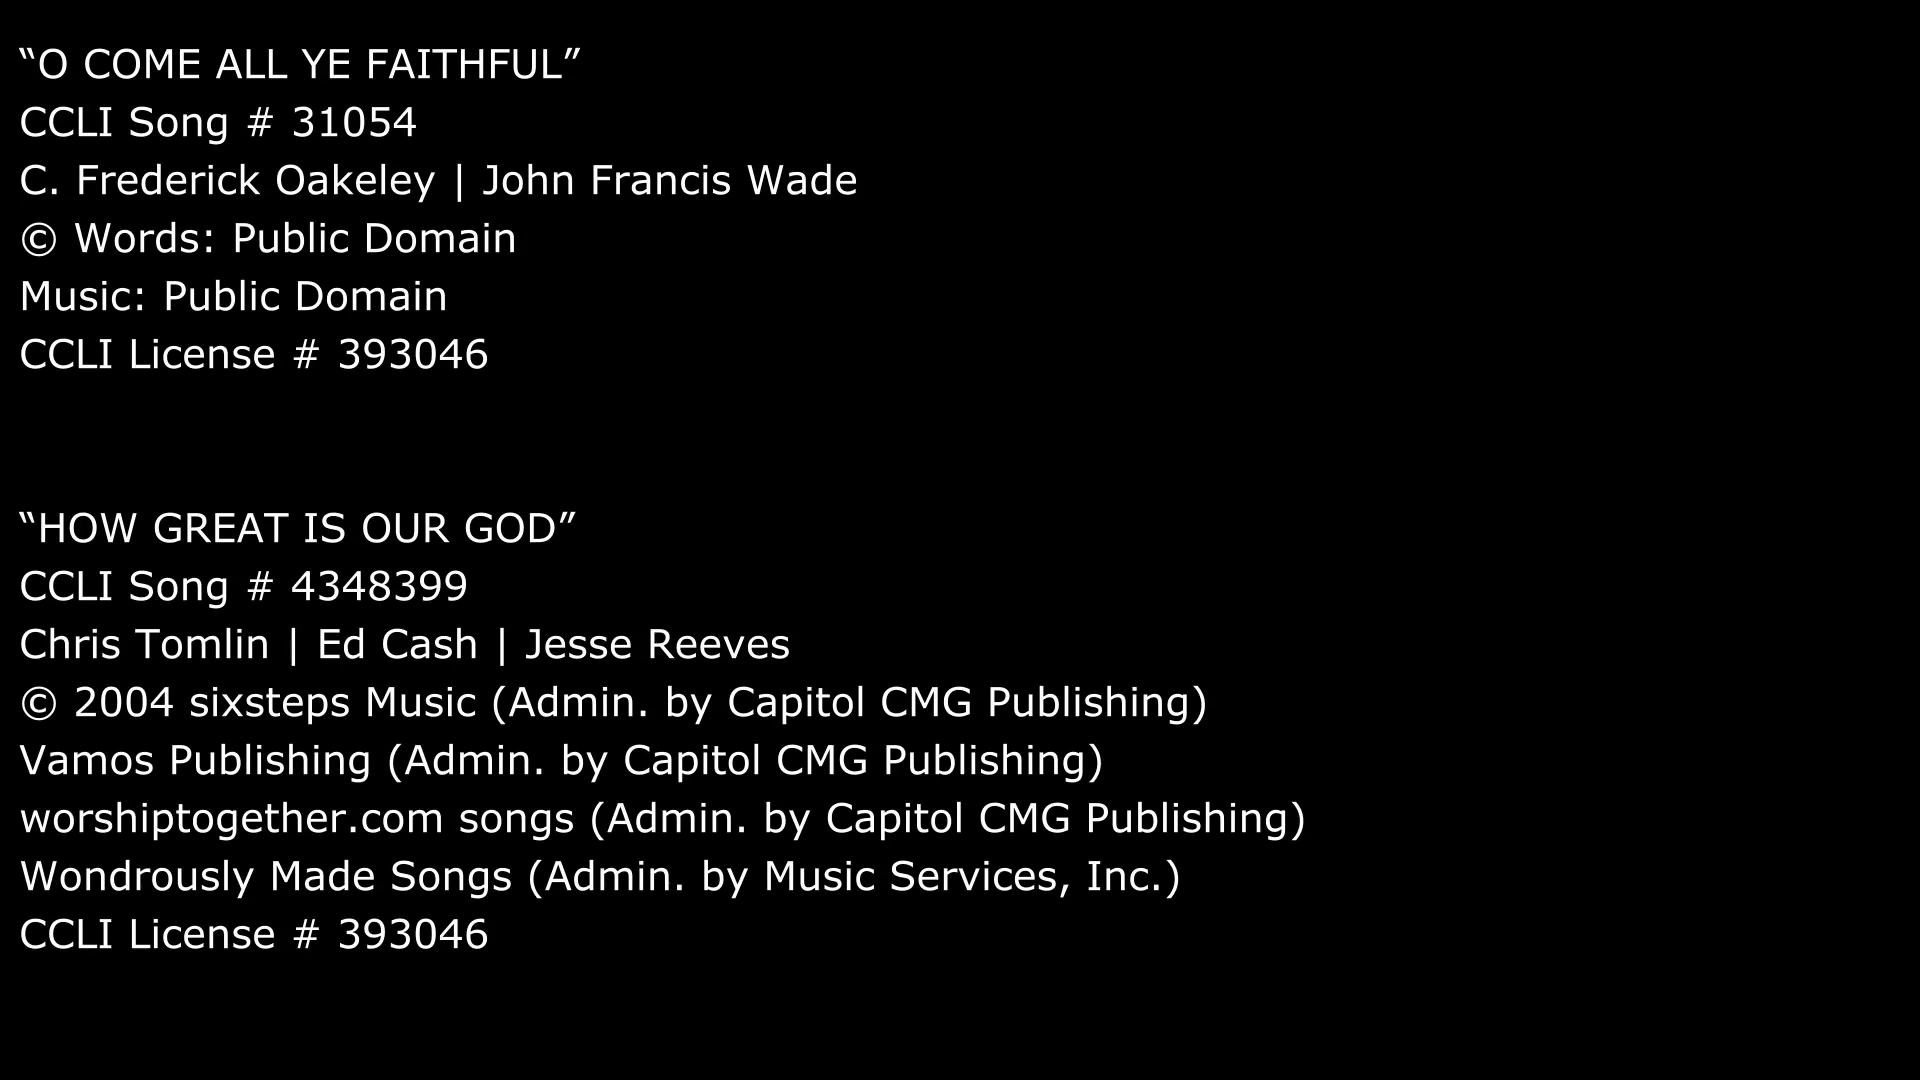 “O COME ALL YE FAITHFUL”
CCLI Song # 31054
C. Frederick Oakeley | John Francis Wade
© Words: Public Domain
Music: Public Domain
CCLI License # 393046
“HOW GREAT IS OUR GOD”
CCLI Song # 4348399
Chris Tomlin | Ed Cash | Jesse Reeves
© 2004 sixsteps Music (Admin. by Capitol CMG Publishing)
Vamos Publishing (Admin. by Capitol CMG Publishing)
worshiptogether.com songs (Admin. by Capitol CMG Publishing)
Wondrously Made Songs (Admin. by Music Services, Inc.)
CCLI License # 393046